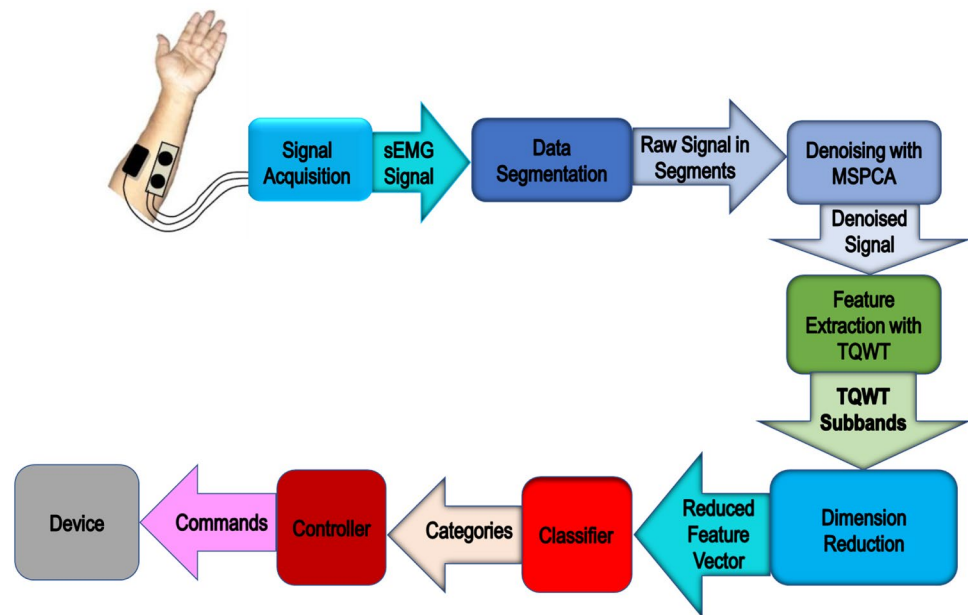 Signal
Acquisition
sEMG
Signal
Data
Segmentation
Raw Signal in
Segments
Denoising with
MSPCA
Denoised
Signal
Feature
Extraction with
TQWT
TQWT
Subbands
Dimension
Reduction
Reduced
Feature
Vector
Classifier
Categories
Controller
Commands
Device